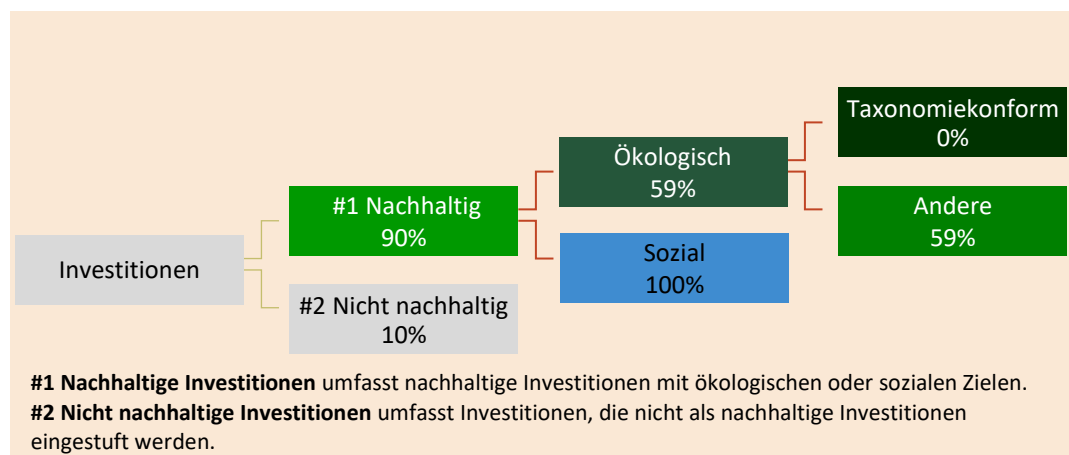 Taxonomiekonform
0%
Ökologisch
59%
#1 Nachhaltig
90%
Andere
59%
Investitionen
Sozial
100%
#2 Nicht nachhaltig
10%
#1 Nachhaltige Investitionen umfasst nachhaltige Investitionen mit ökologischen oder sozialen Zielen.
#2 Nicht nachhaltige Investitionen umfasst Investitionen, die nicht als nachhaltige Investitionen
eingestuft werden.